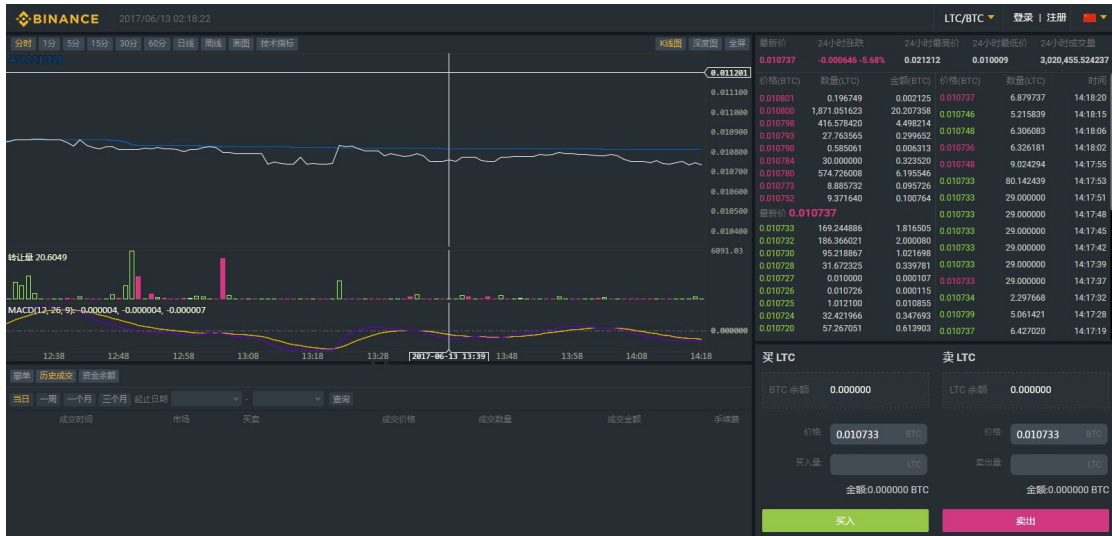 BINANCE 2017/06/13 02:18:22 LTC/BTC 登录 | 注册
分时 1分 5分 15分 30分 60分 日线 周线 画图 技术指标 K线图 深度图 全屏
0.011201
0.011100
0.011000
0.010900
0.010800
0.010700
0.010600
0.010500
0.010400
6091.03
转让量 20.6049
MACD(12, 26, 9): -0.000004, -0.000004, -0.000007
0.000000
12:38 12:48 12:58 13:08 13:18 13:28 2017-06-13 13:39 13:48 13:58 14:08 14:18
撤单 历史成交 资金余额
当日 一周 一个月 三个月 起止日期 - 查询
成交时间 市场 买卖 成交价格 成交数量 成交金额 手续费
最新价 24小时涨跌 24小时最高价 24小时最低价 24小时成交量
0.010737 -0.000646 -5.68% 0.021212 0.010009 3,020,455.524237
价格(BTC) 数量(LTC) 金额(BTC)
0.010801 0.196749 0.002125
0.010800 1,871.051623 20.207358
0.010798 416.578420 4.498214
0.010793 27.763565 0.299652
0.010790 0.585061 0.006313
0.010784 30.000000 0.323520
0.010780 574.726008 6.195546
0.010773 8.885732 0.095726
0.010752 9.371640 0.100764
最新价 0.010737
0.010733 169.244886 1.816505
0.010732 186.366021 2.000080
0.010730 95.218867 1.021698
0.010728 31.672325 0.339781
0.010727 0.010000 0.000107
0.010726 0.010726 0.000115
0.010725 1.012100 0.010855
0.010724 32.421966 0.347693
0.010720 57.267051 0.613903
价格(BTC) 数量(LTC) 时间
0.010737 6.879737 14:18:20
0.010746 5.215839 14:18:15
0.010748 6.306083 14:18:06
0.010736 6.326181 14:18:02
0.010748 9.024294 14:17:55
0.010733 80.142439 14:17:53
0.010733 29.000000 14:17:51
0.010733 29.000000 14:17:48
0.010733 29.000000 14:17:45
0.010733 29.000000 14:17:42
0.010733 29.000000 14:17:39
0.010733 29.000000 14:17:37
0.010734 2.297668 14:17:32
0.010739 5.061421 14:17:28
0.010737 6.427020 14:17:19
买 LTC
BTC 余额 0.000000
价格: 0.010733 BTC
买入量: LTC
金额:0.000000 BTC
买入
卖 LTC
LTC 余额 0.000000
价格: 0.010733 BTC
卖出量: LTC
金额:0.000000 BTC
卖出